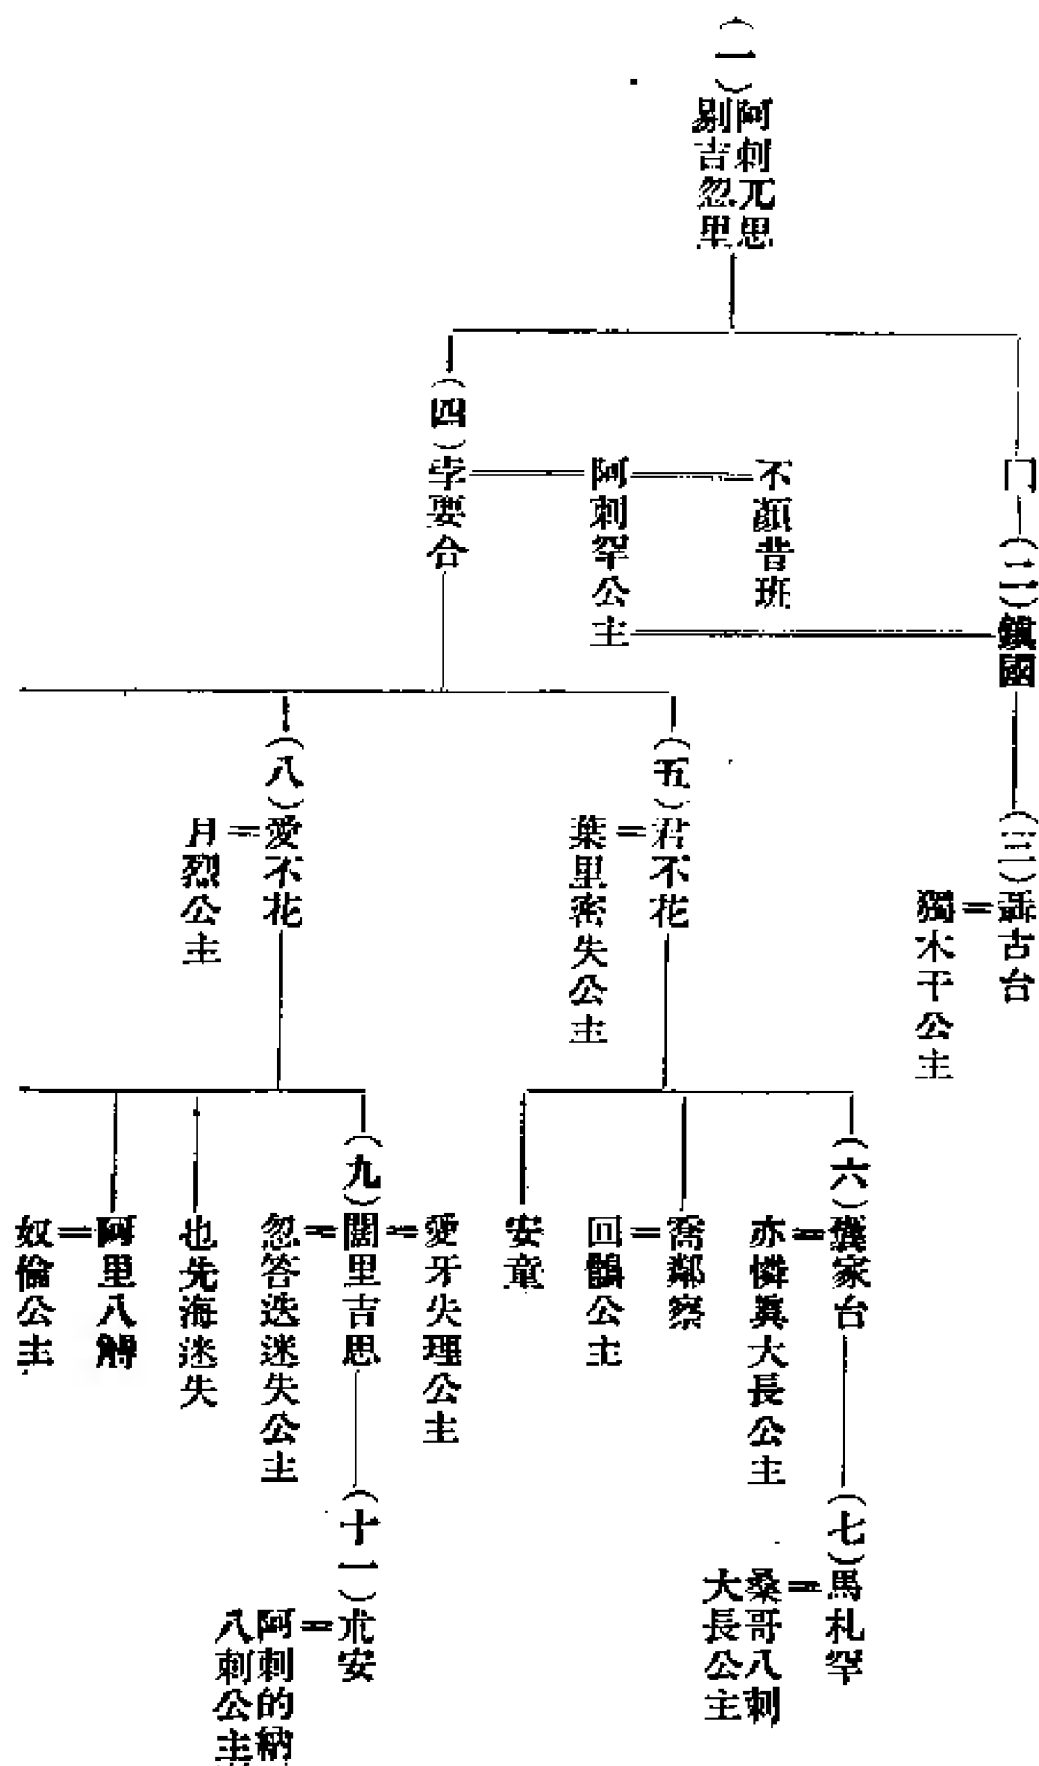 (一)阿剌兀思
剔吉忽里
囗—(二)鎮國
(三)聶古台
獨木干公主
不顏昔班
阿剌罕公主
(四)孛要合
(五)君不花
葉里密失公主
(六)囊家台
亦憐眞大長公主
(七)馬札罕
桑哥八剌
大長公主
喬鄰察
回鶻公主
安童
(八)愛不花
月烈公主
愛牙失理公主
(九)闊里吉思
忽答迭迷失公主
(十一)朮安
阿剌的納
八剌公主
也先海迷失
阿里八䚟
奴倫公主